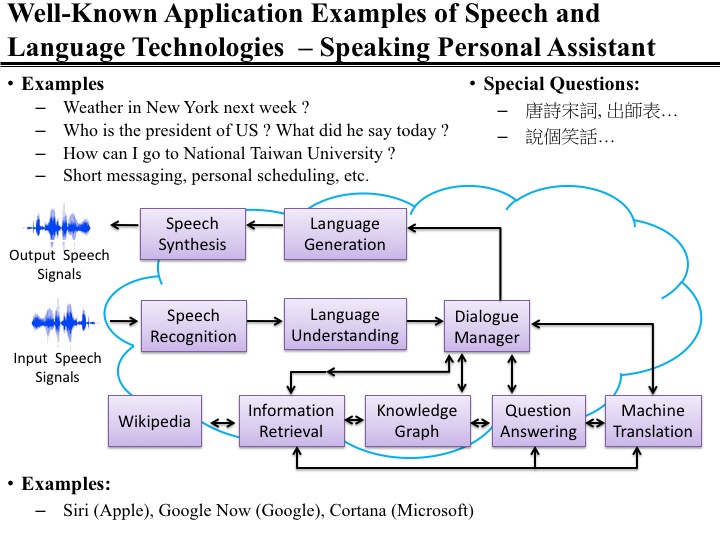 Well-Known Application Examples of Speech and
Language Technologies – Speaking Personal Assistant
• Examples
– Weather in New York next week ?
– Who is the president of US ? What did he say today ?
– How can I go to National Taiwan University ?
– Short messaging, personal scheduling, etc.
• Special Questions:
– 唐詩宋詞, 出師表…
– 說個笑話…
Output Speech
Signals
Speech
Synthesis
Language
Generation
Input Speech
Signals
Speech
Recognition
Language
Understanding
Dialogue
Manager
Wikipedia
Information
Retrieval
Knowledge
Graph
Question
Answering
Machine
Translation
• Examples:
– Siri (Apple), Google Now (Google), Cortana (Microsoft)